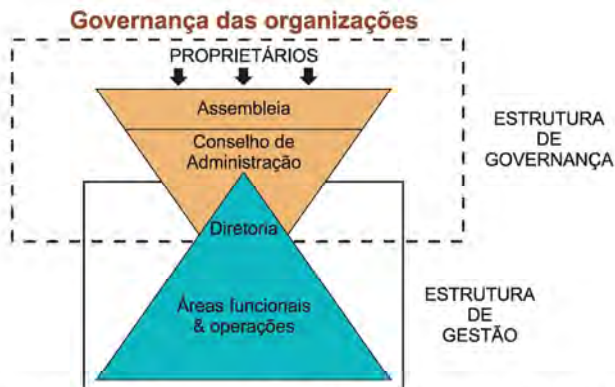 Governança das organizações
PROPRIETÁRIOS
Assembleia
Conselho de
Administração
ESTRUTURA
DE
GOVERNANÇA
Diretoria
Áreas funcionais
& operações
ESTRUTURA
DE
GESTÃO